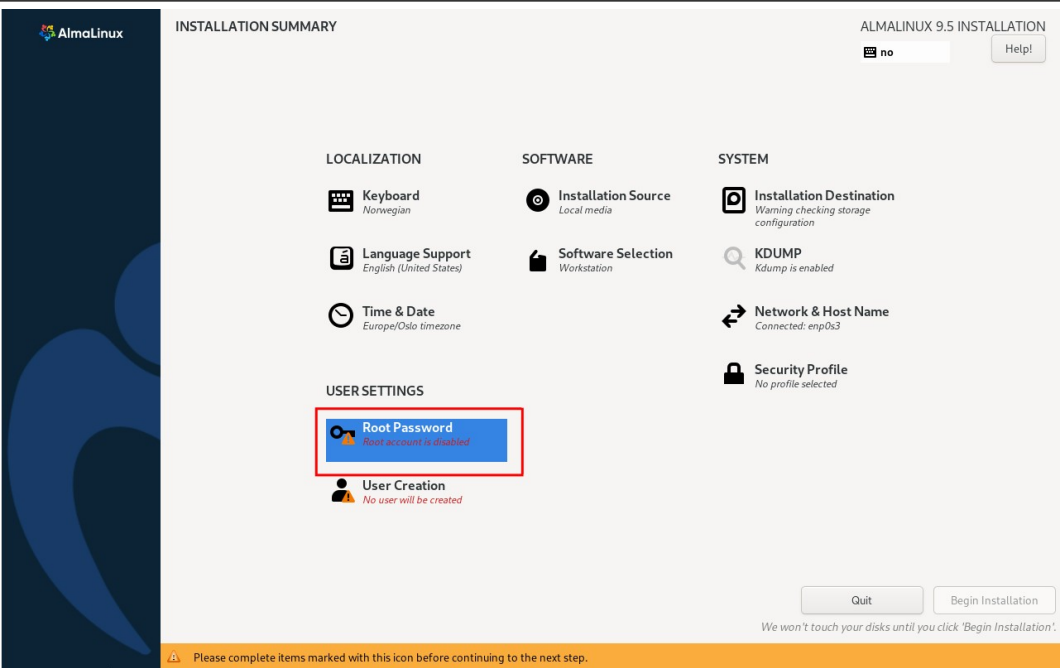 AlmaLinux
INSTALLATION SUMMARY
ALMALINUX 9.5 INSTALLATION
no
Help!
LOCALIZATION
Keyboard
Norwegian
Language Support
English (United States)
Time & Date
Europe/Oslo timezone
SOFTWARE
Installation Source
Local media
Software Selection
Workstation
SYSTEM
Installation Destination
Warning checking storage
configuration
KDUMP
Kdump is enabled
Network & Host Name
Connected: enp0s3
Security Profile
No profile selected
USER SETTINGS
Root Password
Root account is disabled
User Creation
No user will be created
Quit
Begin Installation
We won't touch your disks until you click 'Begin Installation'.
Please complete items marked with this icon before continuing to the next step.